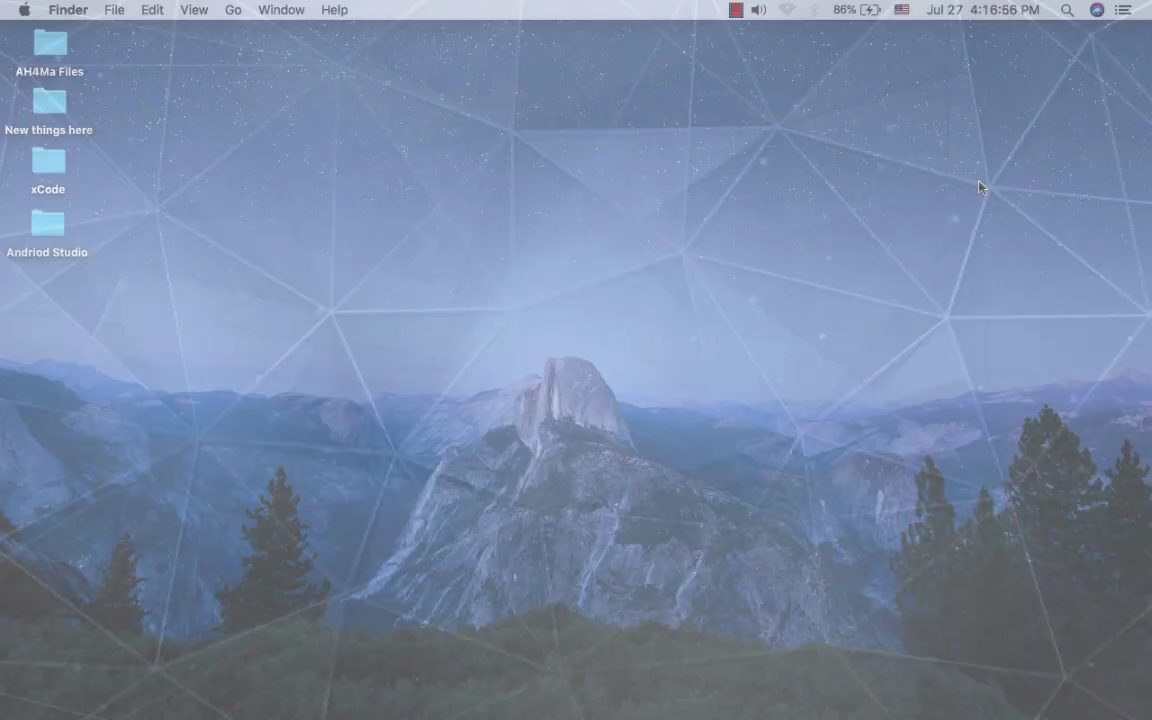 Finder File Edit View Go Window Help 86% Jul 27 4:16:56 PM
AH4Ma Files
New things here
xCode
Andriod Studio